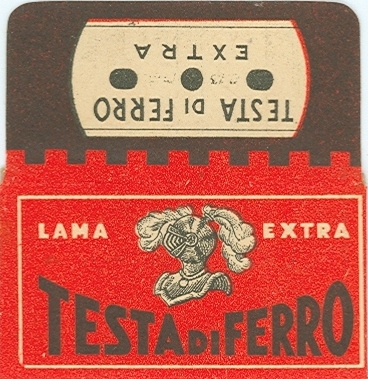 TESTA DI FERRO
EXTRA
LAMA EXTRA
TESTA DI FERRO